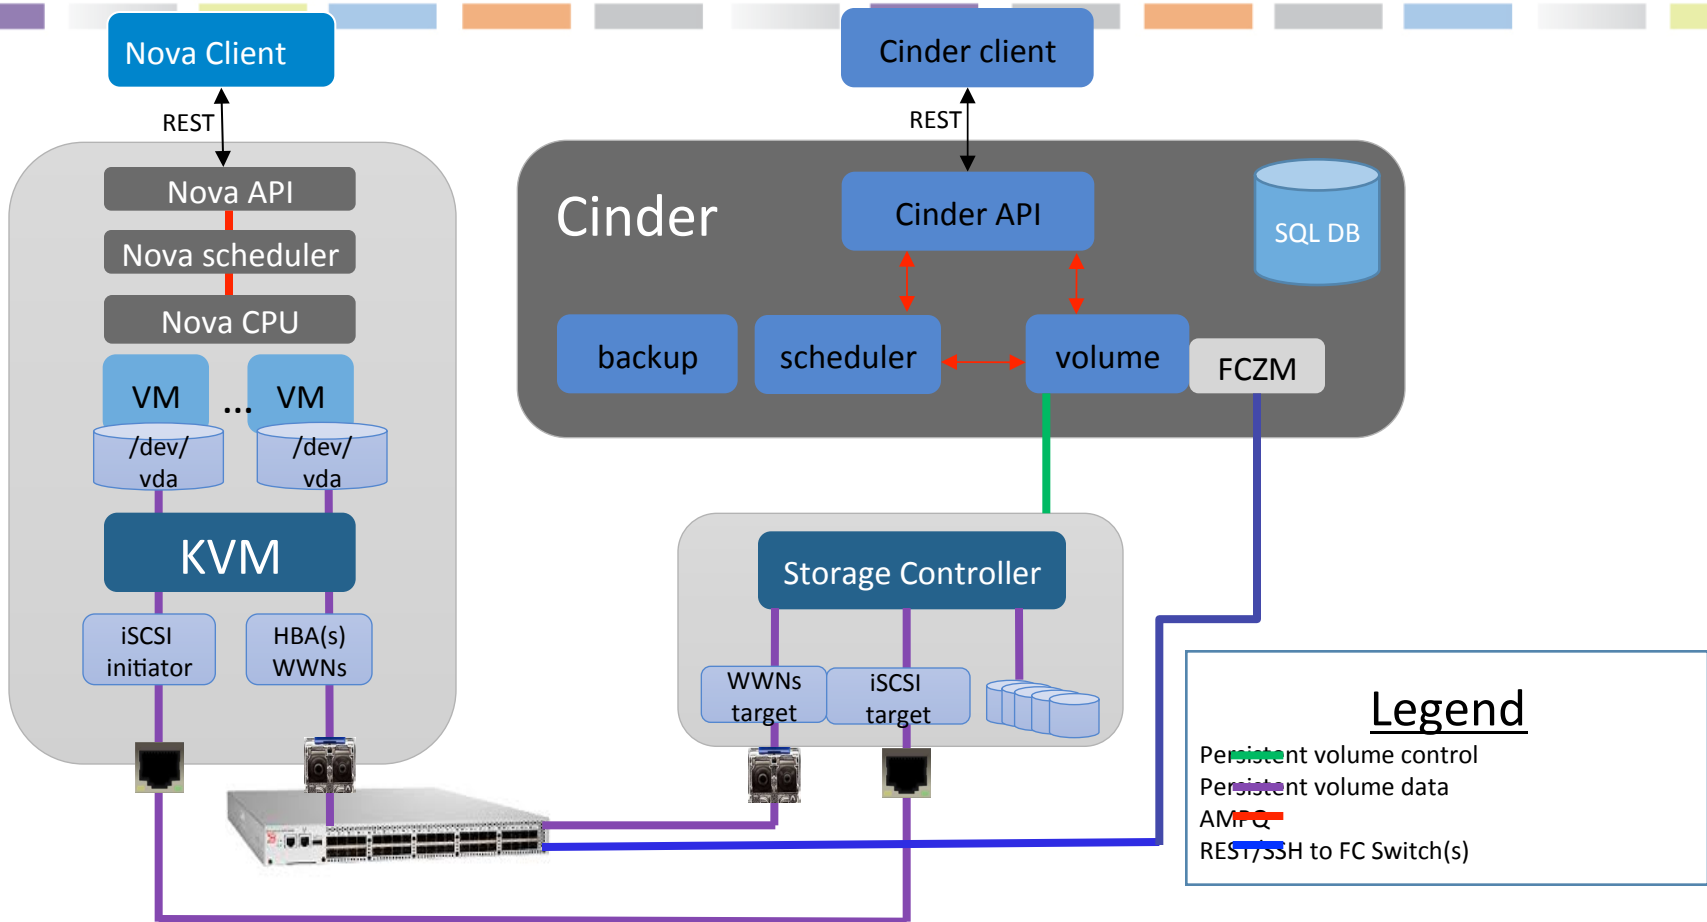 Nova Client
Cinder client
REST
REST
Nova API
Nova scheduler
Nova CPU
VM
...
VM
/dev/
vda
/dev/
vda
KVM
iSCSI
initiator
HBA(s)
WWNs
Cinder
Cinder API
SQL DB
backup
scheduler
volume
FCZM
Storage Controller
WWNs
target
iSCSI
target
Legend
Persistent volume control
Persistent volume data
AMPQ
REST/SSH to FC Switch(s)